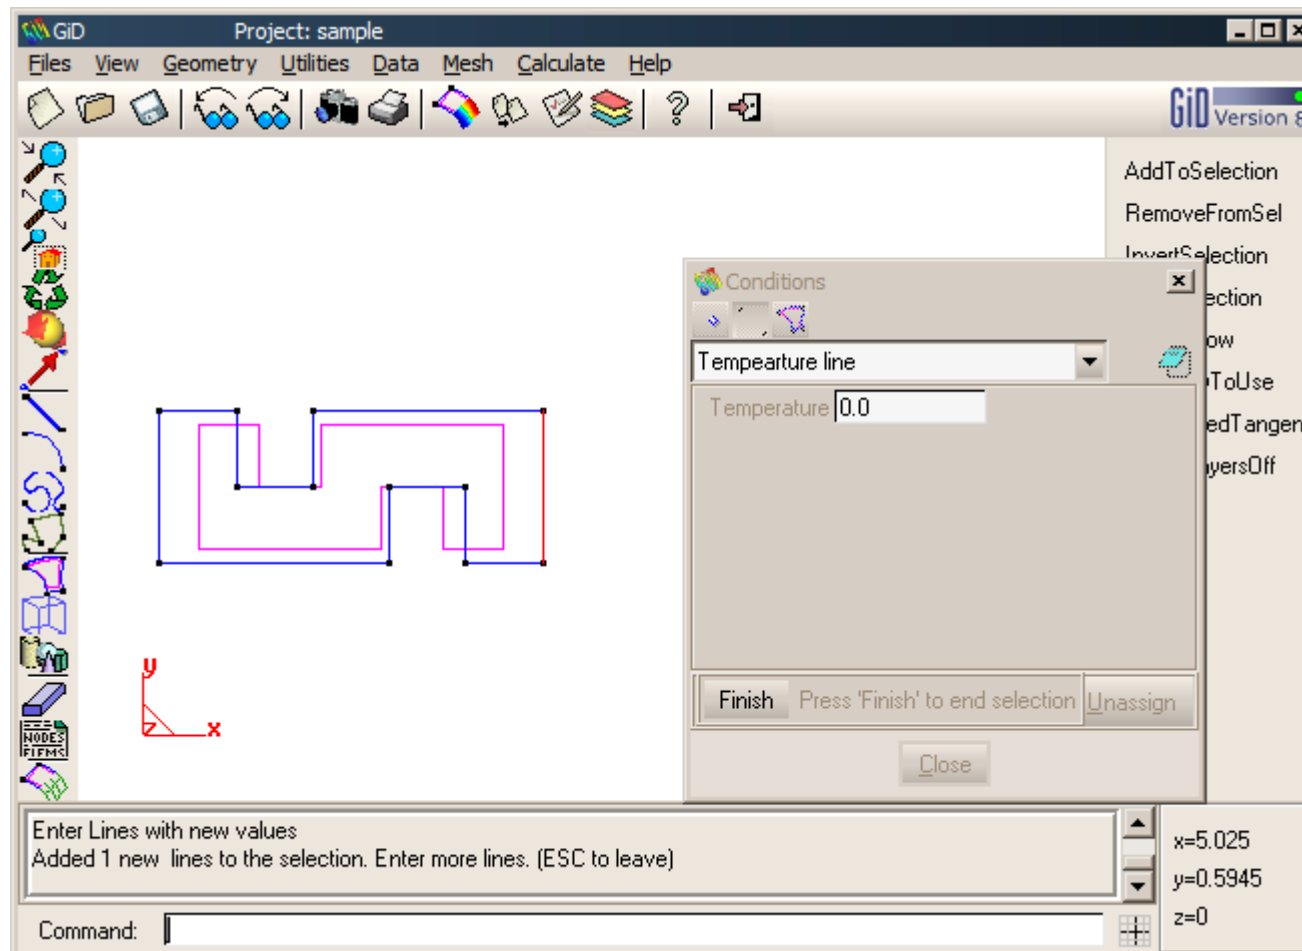 GiD Project: sample
Files View Geometry Utilities Data Mesh Calculate Help
GiD Version 8
AddToSelection
RemoveFromSel
InvertSelection
ection
ow
ToUse
edTangen
yersOff
Conditions
Tempearture line
Temperature 0.0
Finish Press 'Finish' to end selection Unassign
Close
y
z x
NODES
ELEMS
Enter Lines with new values
Added 1 new lines to the selection. Enter more lines. (ESC to leave)
x=5.025
y=0.5945
z=0
Command: